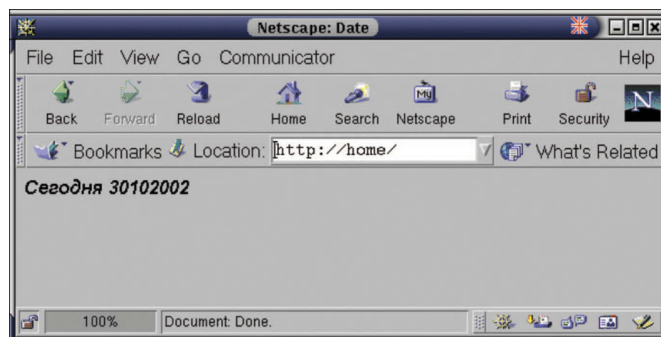 Netscape: Date
File Edit View Go Communicator Help
Back Forward Reload Home Search Netscape Print Security
My
N
Bookmarks Location: http://home/ What's Related
Сегодня 30102002
100% Document: Done.